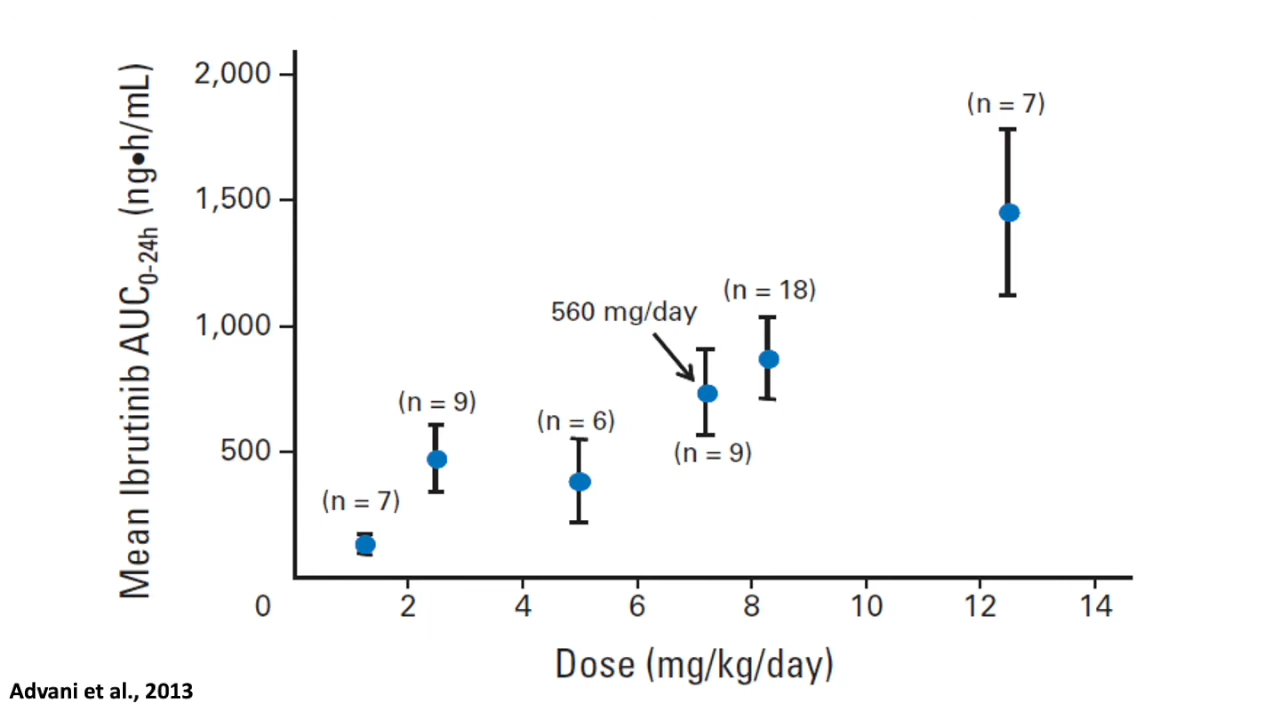 Mean Ibrutinib AUC0-24h (ng•h/mL)
2,000
1,500
1,000
500
0
(n = 7)
(n = 9)
(n = 6)
560 mg/day
(n = 9)
(n = 18)
(n = 7)
2 4 6 8 10 12 14
Dose (mg/kg/day)
Advani et al., 2013